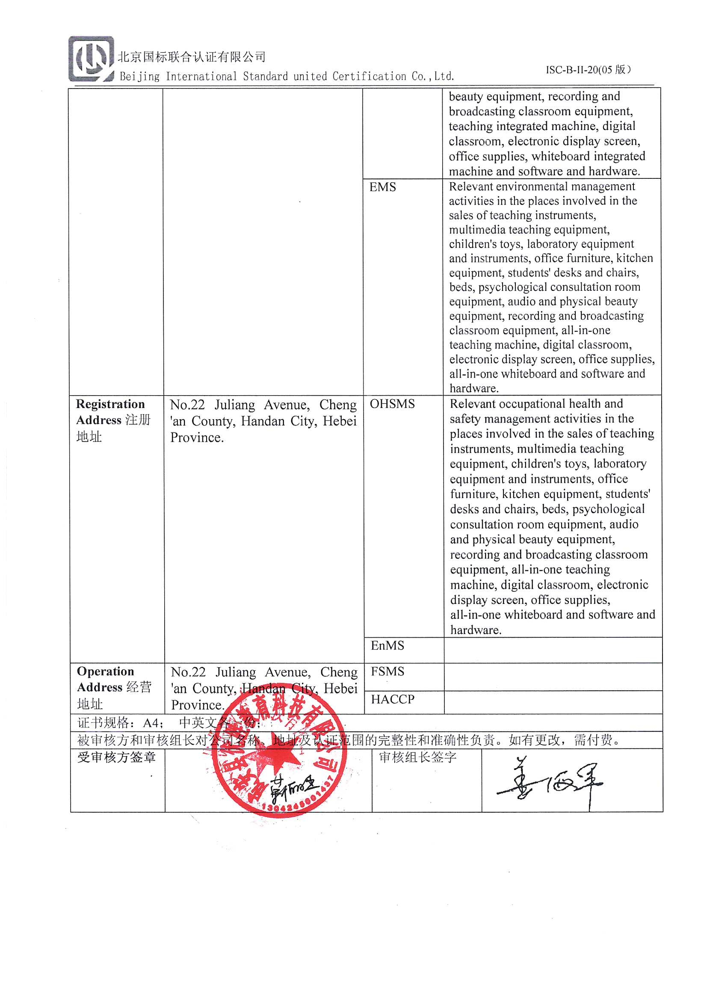 北京国标联合认证有限公司
Beijing International Standard united Certification Co.,Ltd.
ISC-B-II-20(05 版)
beauty equipment, recording and
broadcasting classroom equipment,
teaching integrated machine, digital
classroom, electronic display screen,
office supplies, whiteboard integrated
machine and software and hardware.
EMS
Relevant environmental management
activities in the places involved in the
sales of teaching instruments,
multimedia teaching equipment,
children's toys, laboratory equipment
and instruments, office furniture, kitchen
equipment, students' desks and chairs,
beds, psychological consultation room
equipment, audio and physical beauty
equipment, recording and broadcasting
classroom equipment, all-in-one
teaching machine, digital classroom,
electronic display screen, office supplies,
all-in-one whiteboard and software and
hardware.
Registration
Address 注册
地址
No.22 Juliang Avenue, Cheng
'an County, Handan City, Hebei
Province.
OHSMS
Relevant occupational health and
safety management activities in the
places involved in the sales of teaching
instruments, multimedia teaching
equipment, children's toys, laboratory
equipment and instruments, office
furniture, kitchen equipment, students'
desks and chairs, beds, psychological
consultation room equipment, audio
and physical beauty equipment,
recording and broadcasting classroom
equipment, all-in-one teaching
machine, digital classroom, electronic
display screen, office supplies,
all-in-one whiteboard and software and
hardware.
EnMS
Operation
Address 经营
地址
No.22 Juliang Avenue, Cheng
'an County, Handan City, Hebei
Province.
FSMS
HACCP
证书规格：A4； 中英文各一份；
被审核方和审核组长对公司名称、地址及认证范围的完整性和准确性负责。如有更改，需付费。
受审核方签章
教育科技有限公司
审核组长签字